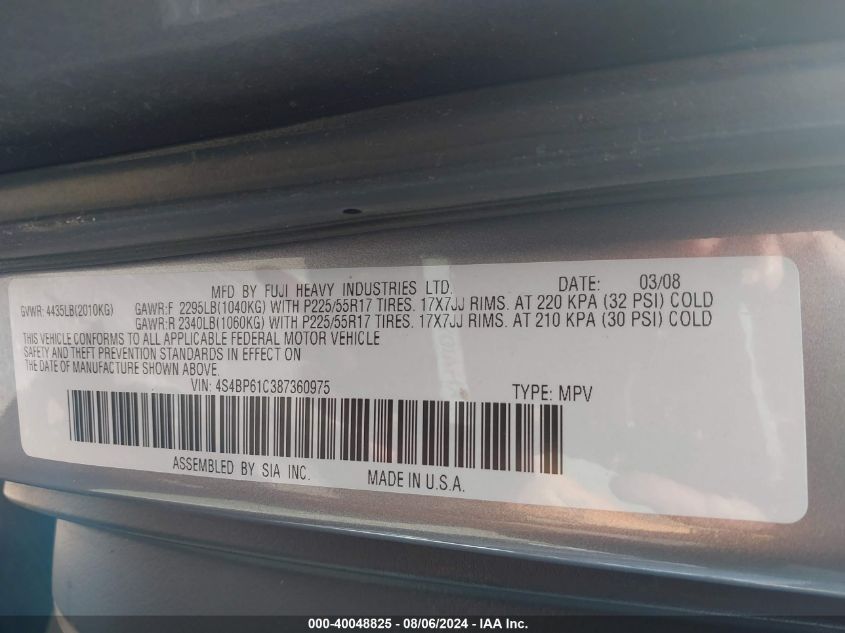 MFD BY FUJI HEAVY INDUSTRIES LTD. DATE: 03/08
GVWR: 4435LB(2010KG) GAWR:F 2295LB(1040KG) WITH P225/55R17 TIRES. 17X7JJ RIMS. AT 220 KPA (32 PSI) COLD
GAWR:R 2340LB(1060KG) WITH P225/55R17 TIRES. 17X7JJ RIMS. AT 210 KPA (30 PSI) COLD
THIS VEHICLE CONFORMS TO ALL APPLICABLE FEDERAL MOTOR VEHICLE
SAFETY AND THEFT PREVENTION STANDARDS IN EFFECT ON
THE DATE OF MANUFACTURE SHOWN ABOVE.
VIN: 4S4BP61C387360975 TYPE: MPV
ASSEMBLED BY SIA INC. MADE IN U.S.A.
000-40048825 - 08/06/2024 - IAA, Inc.